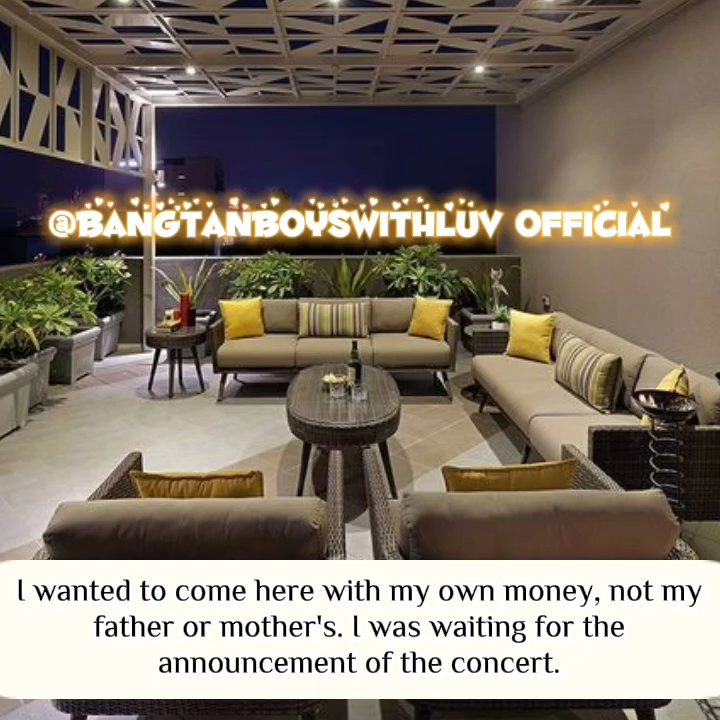 @BANGTANBOYSWITHLUV OFFICIAL
I wanted to come here with my own money, not my
father or mother's. I was waiting for the
announcement of the concert.